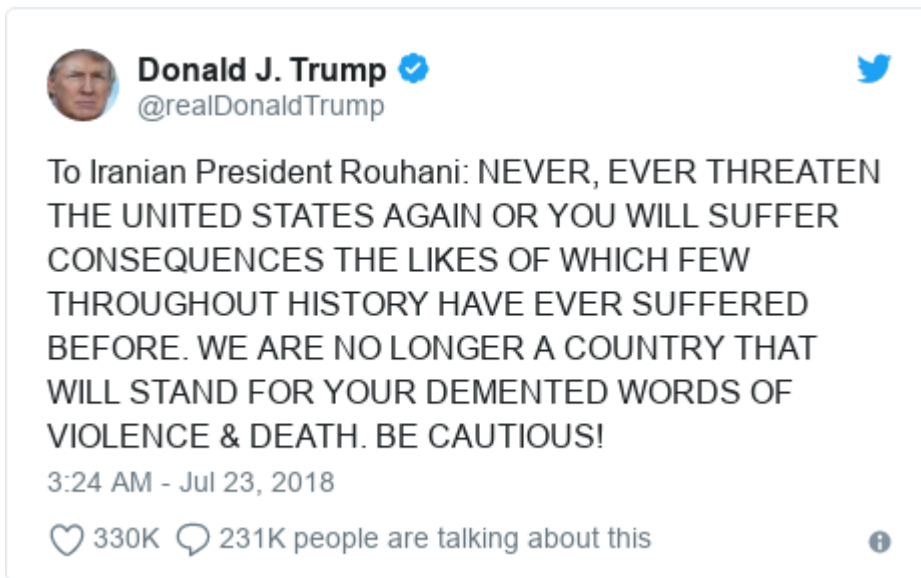 Donald J. Trump
@realDonaldTrump
To Iranian President Rouhani: NEVER, EVER THREATEN
THE UNITED STATES AGAIN OR YOU WILL SUFFER
CONSEQUENCES THE LIKES OF WHICH FEW
THROUGHOUT HISTORY HAVE EVER SUFFERED
BEFORE. WE ARE NO LONGER A COUNTRY THAT
WILL STAND FOR YOUR DEMENTED WORDS OF
VIOLENCE & DEATH. BE CAUTIOUS!
3:24 AM - Jul 23, 2018
330K 231K people are talking about this